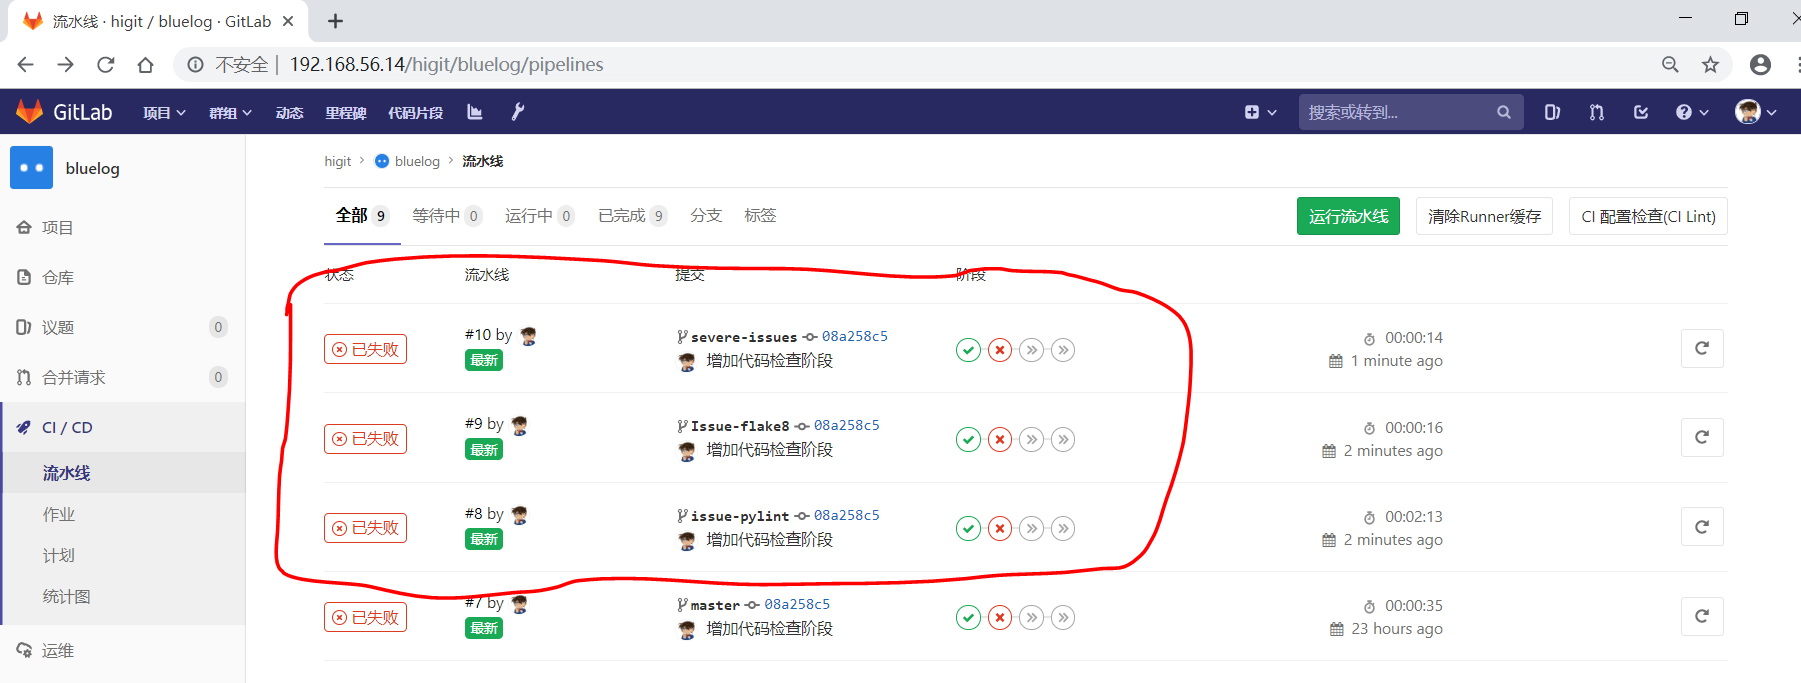 流水线 · higit / bluelog · GitLab
不安全 | 192.168.56.14/higit/bluelog/pipelines
GitLab 项目 群组 动态 里程碑 代码片段 搜索或转到...
bluelog
higit > bluelog > 流水线
全部 9 等待中 0 运行中 0 已完成 9 分支 标签 运行流水线 清除Runner缓存 CI 配置检查(CI Lint)
项目
仓库
议题 0
合并请求 0
CI / CD
流水线
作业
计划
统计图
运维
状态 流水线 提交 阶段
已失败 #10 by severe-issues 08a258c5 00:00:14
最新 增加代码检查阶段 1 minute ago
已失败 #9 by Issue-flake8 08a258c5 00:00:16
最新 增加代码检查阶段 2 minutes ago
已失败 #8 by issue-pylint 08a258c5 00:02:13
最新 增加代码检查阶段 2 minutes ago
已失败 #7 by master 08a258c5 00:00:35
最新 增加代码检查阶段 23 hours ago